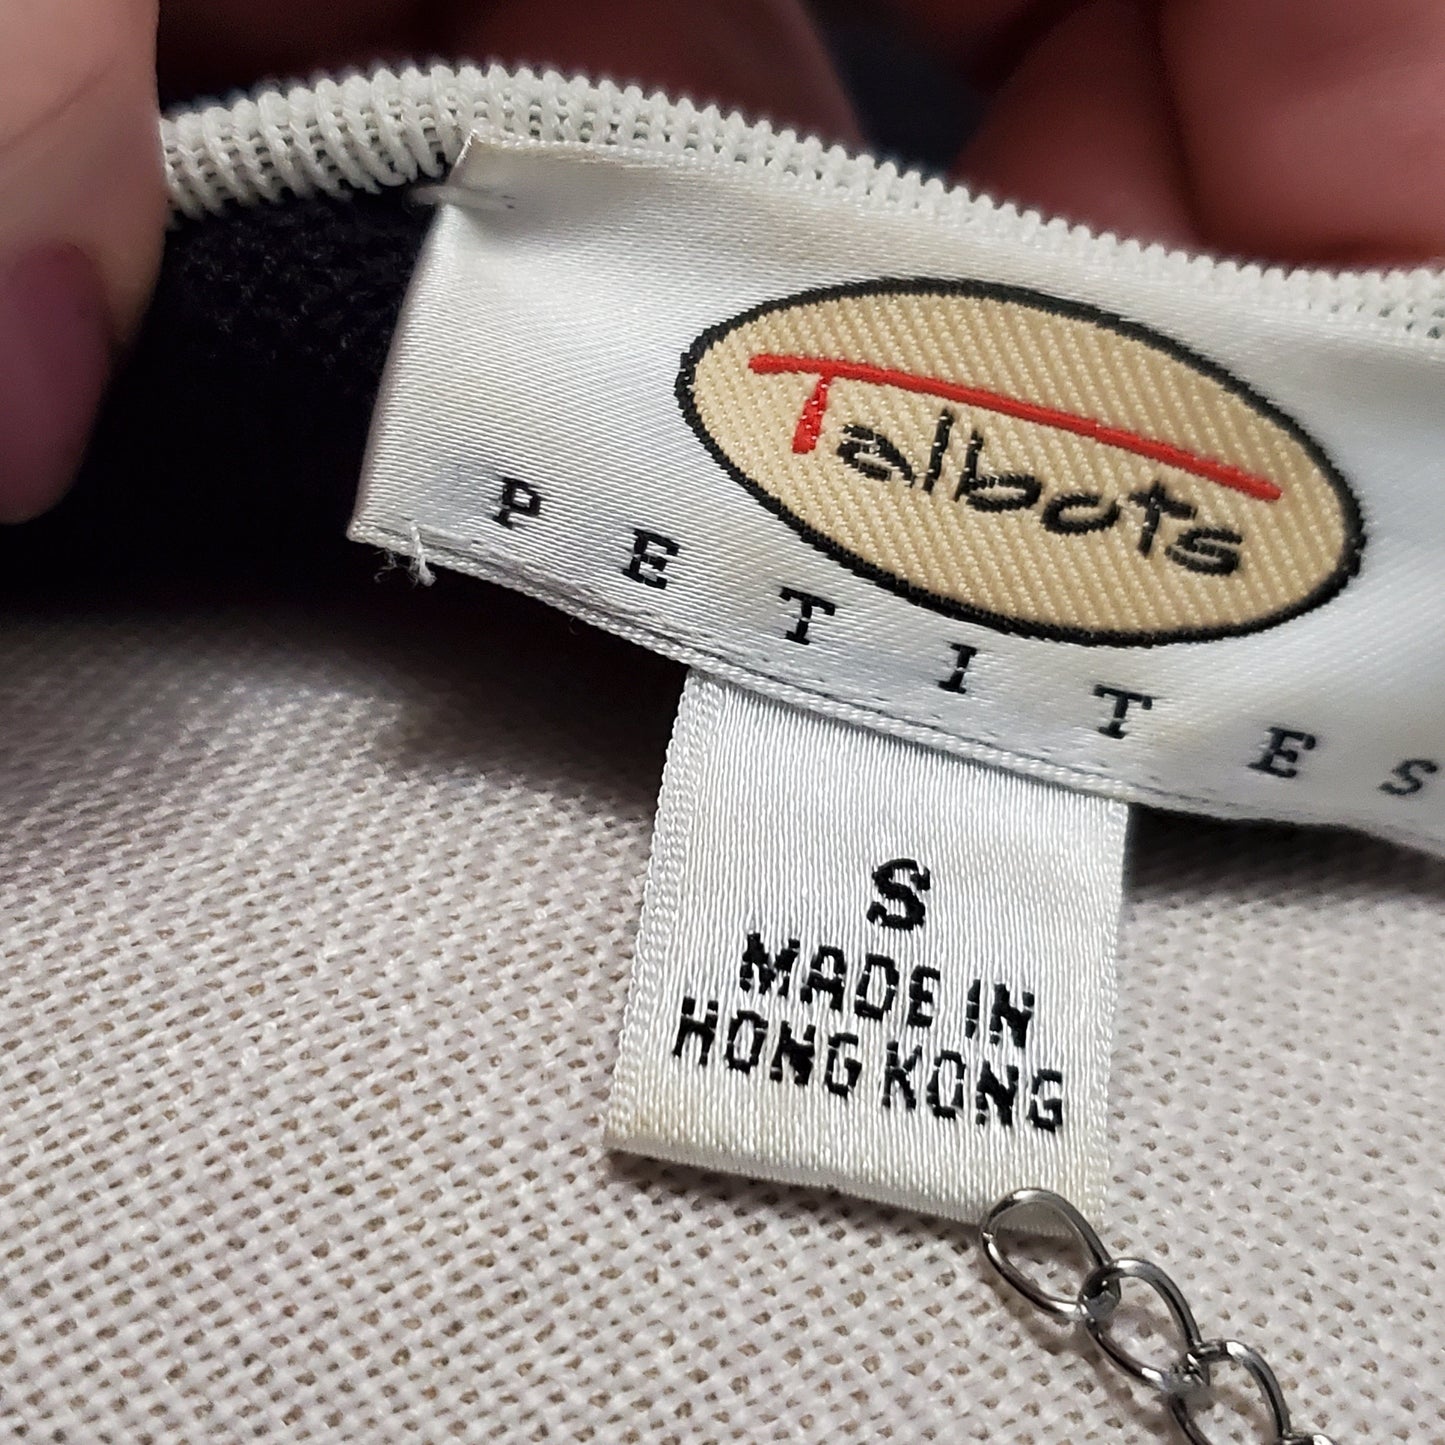 Talbots
PETITES
S
MADE IN
HONG KONG